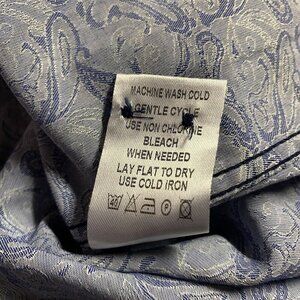 MACHINE WASH COLD
GENTLE CYCLE
USE NON CHLORINE
BLEACH
WHEN NEEDED
LAY FLAT TO DRY
USE COLD IRON